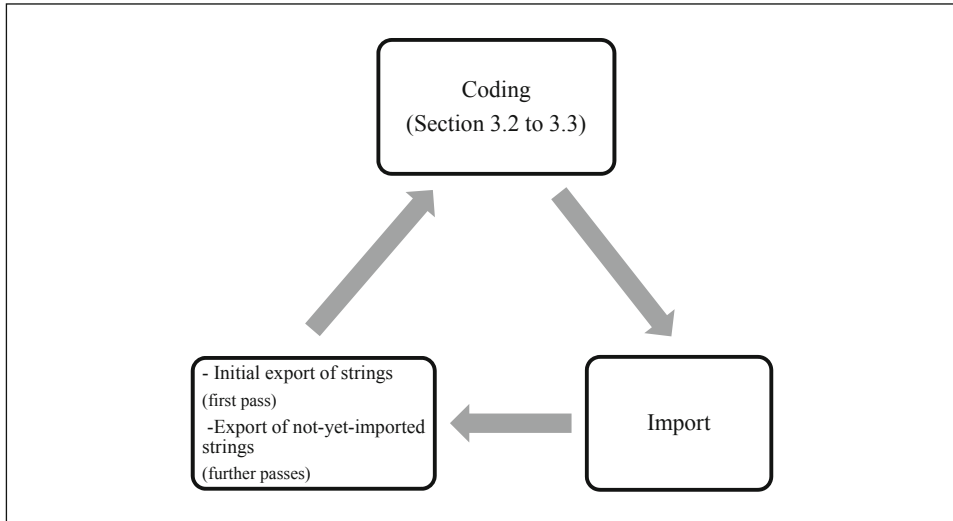 Coding
(Section 3.2 to 3.3)
- Initial export of strings
(first pass)
-Export of not-yet-imported
strings
(further passes)
Import